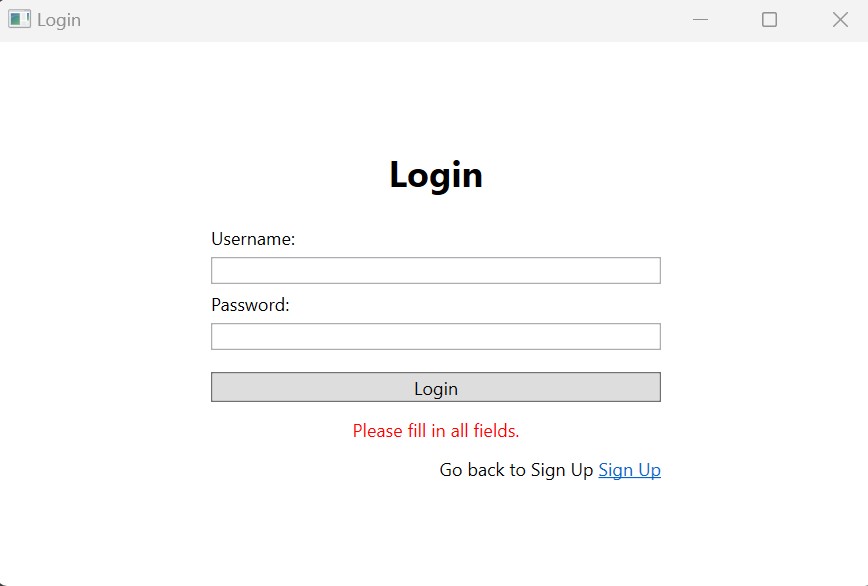 Login
Login
Username:
Password:
Login
Please fill in all fields.
Go back to Sign Up Sign Up